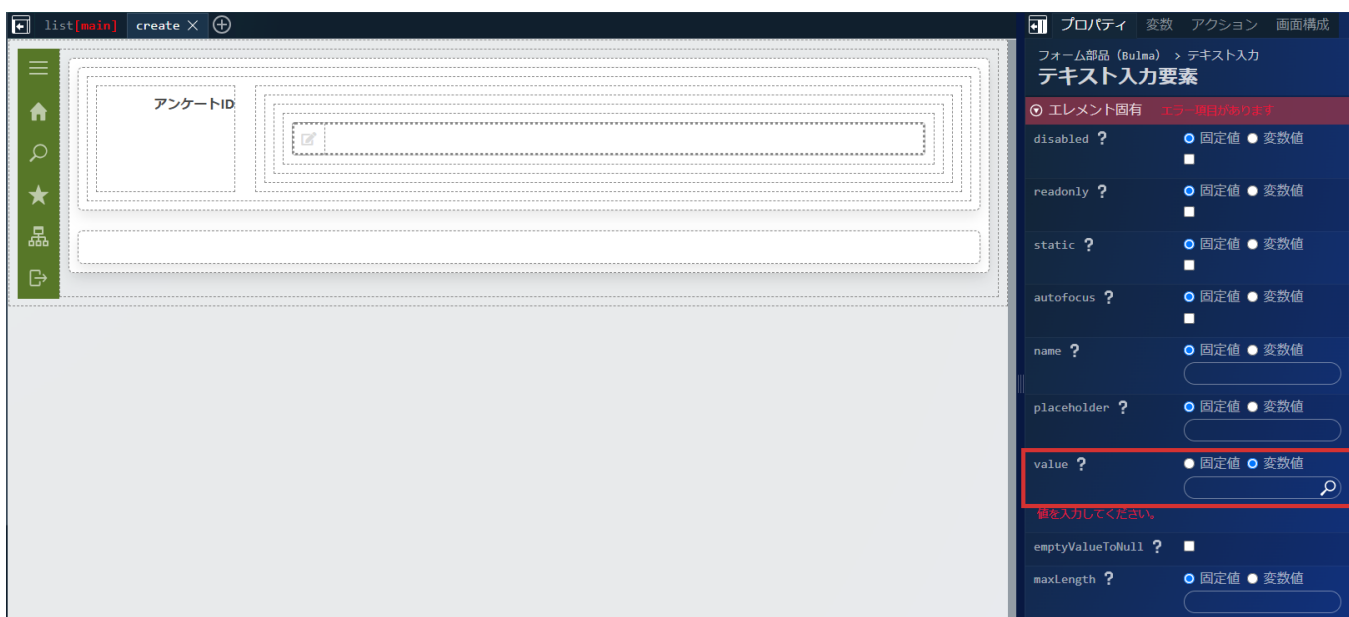 list[main] create
プロパティ 変数 アクション 画面構成
フォーム部品（Bulma） > テキスト入力
テキスト入力要素
エレメント固有 エラー項目があります
アンケートID
disabled ? 固定値 変数値
readonly ? 固定値 変数値
static ? 固定値 変数値
autofocus ? 固定値 変数値
name ? 固定値 変数値
placeholder ? 固定値 変数値
value ? 固定値 変数値
値を入力してください。
emptyValueToNull ?
maxLength ? 固定値 変数値